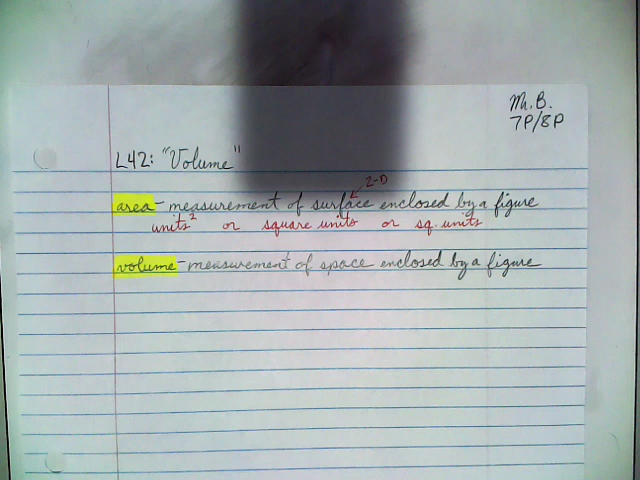 Mr. B.
7P/8P
L42: "Volume"
2-D
area - measurement of surface enclosed by a figure
units² or square units or sq. units
volume - measurement of space enclosed by a figure